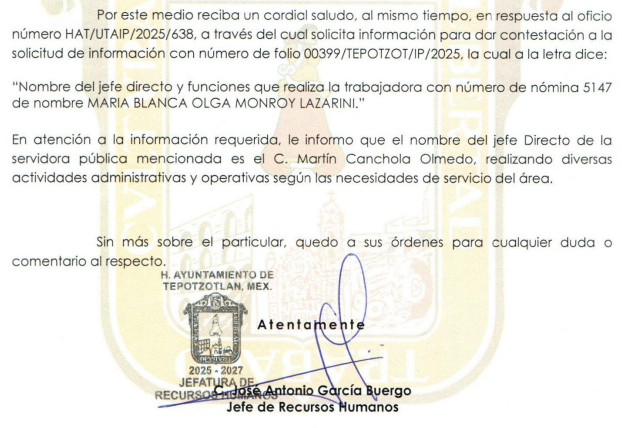 Por este medio reciba un cordial saludo, al mismo tiempo, en respuesta al oficio
número HAT/UTAIP/2025/638, a través del cual solicita información para dar contestación a la
solicitud de información con número de folio 00399/TEPOTZOT/IP/2025, la cual a la letra dice:
“Nombre del jefe directo y funciones que realiza la trabajadora con número de nómina 5147
de nombre MARIA BLANCA OLGA MONROY LAZARINI.”
En atención a la información requerida, le informo que el nombre del jefe Directo de la
servidora pública mencionada es el C. Martín Canchola Olmedo, realizando diversas
actividades administrativas y operativas según las necesidades de servicio del área.
Sin más sobre el particular, quedo a sus órdenes para cualquier duda o
comentario al respecto.
H. AYUNTAMIENTO DE
TEPOTZOTLAN, MEX.
2025 - 2027
JEFATURA DE
RECURSOS HUMANOS
Atentamente
C. José Antonio García Buergo
Jefe de Recursos Humanos
TRABAJO